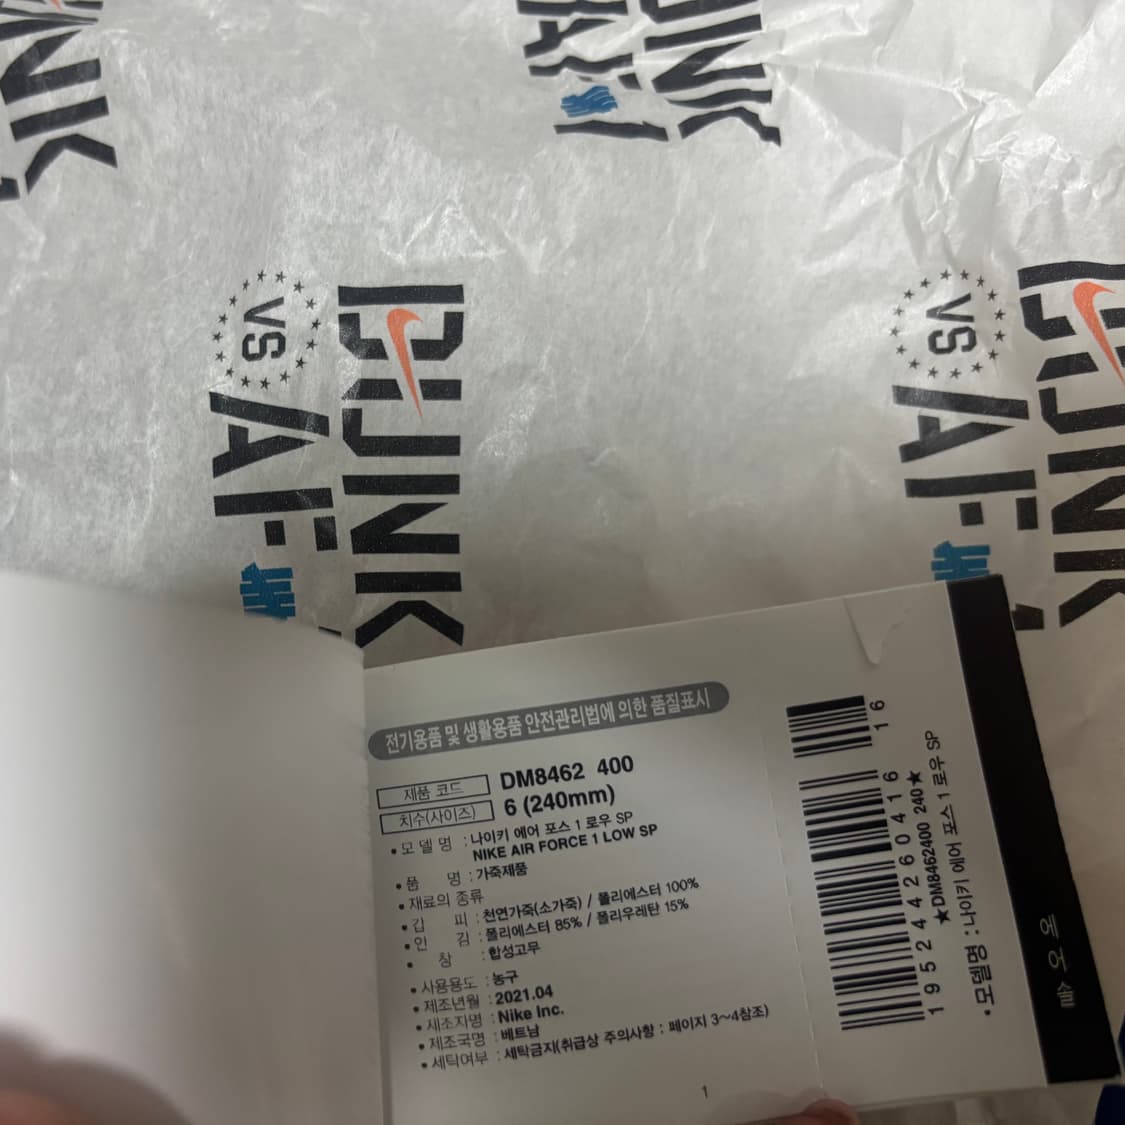 DUNK
VS
AF-1
DUNK
VS
AF-1
전기용품 및 생활용품 안전관리법에 의한 품질표시
제품 코드 DM8462 400
치수(사이즈) 6 (240mm)
• 모 델 명 : 나이키 에어 포스 1 로우 SP
NIKE AIR FORCE 1 LOW SP
• 품 명 : 가죽제품
• 재료의 종류
• 갑 피 : 천연가죽(소가죽) / 폴리에스터 100%
• 안 감 : 폴리에스터 85% / 폴리우레탄 15%
• 창 : 합성고무
• 사용용도 : 농구
• 제조년월 : 2021.04
• 제조자명 : Nike Inc.
• 제조국명 : 베트남
• 세탁여부 : 세탁금지(취급상 주의사항 : 페이지 3~4참조)
1
16
195244260416
★DM8462400 240★
• 모델명 : 나이키 에어 포스 1 로우 SP
에어솔